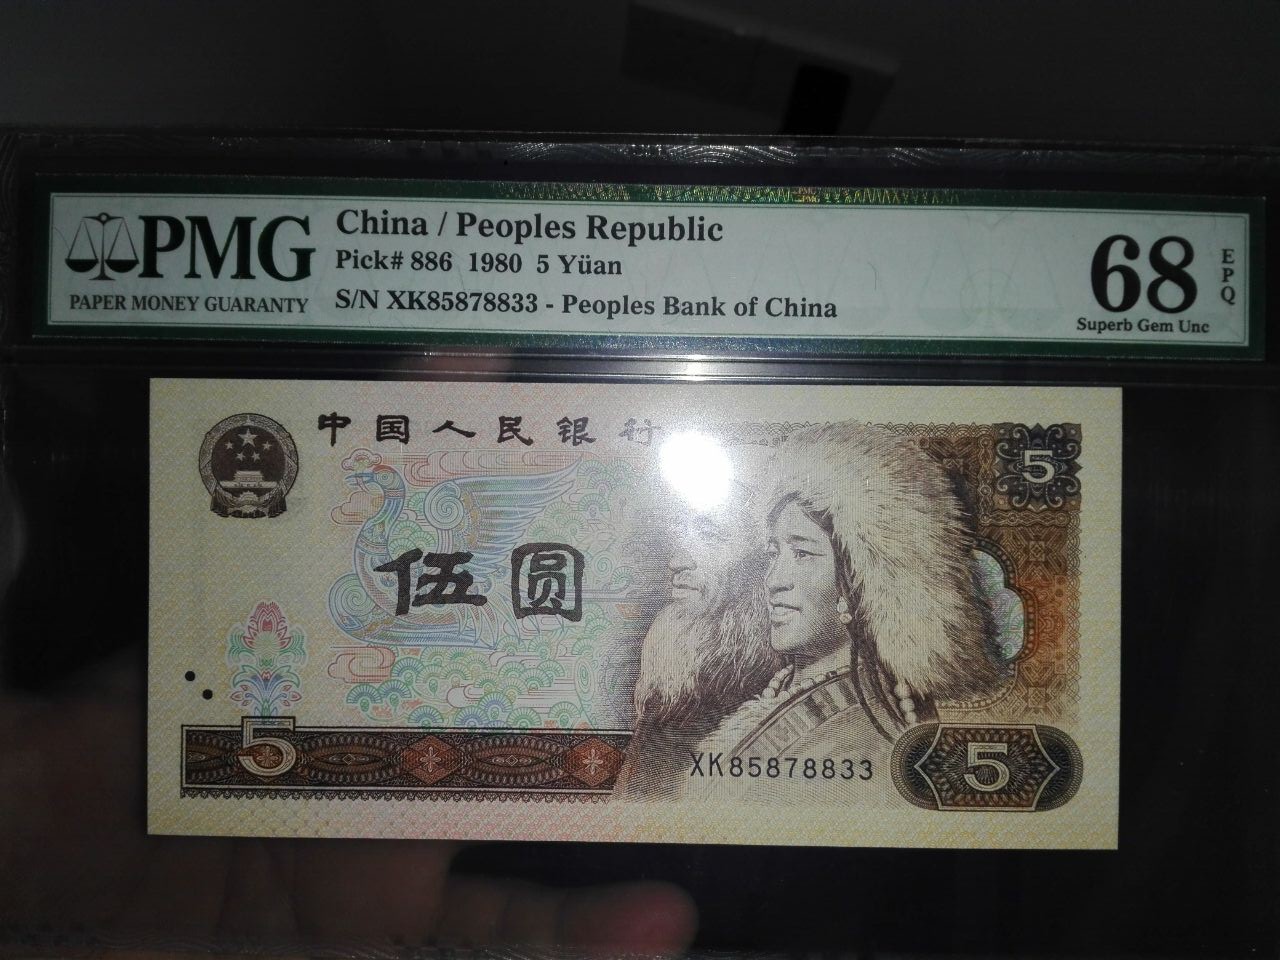 PMG
PAPER MONEY GUARANTY
China / Peoples Republic
Pick# 886 1980 5 Yüan
S/N XK85878833 - Peoples Bank of China
68
EPQ
Superb Gem Unc
中国人民银行
5
伍圆
5
XK85878833
5